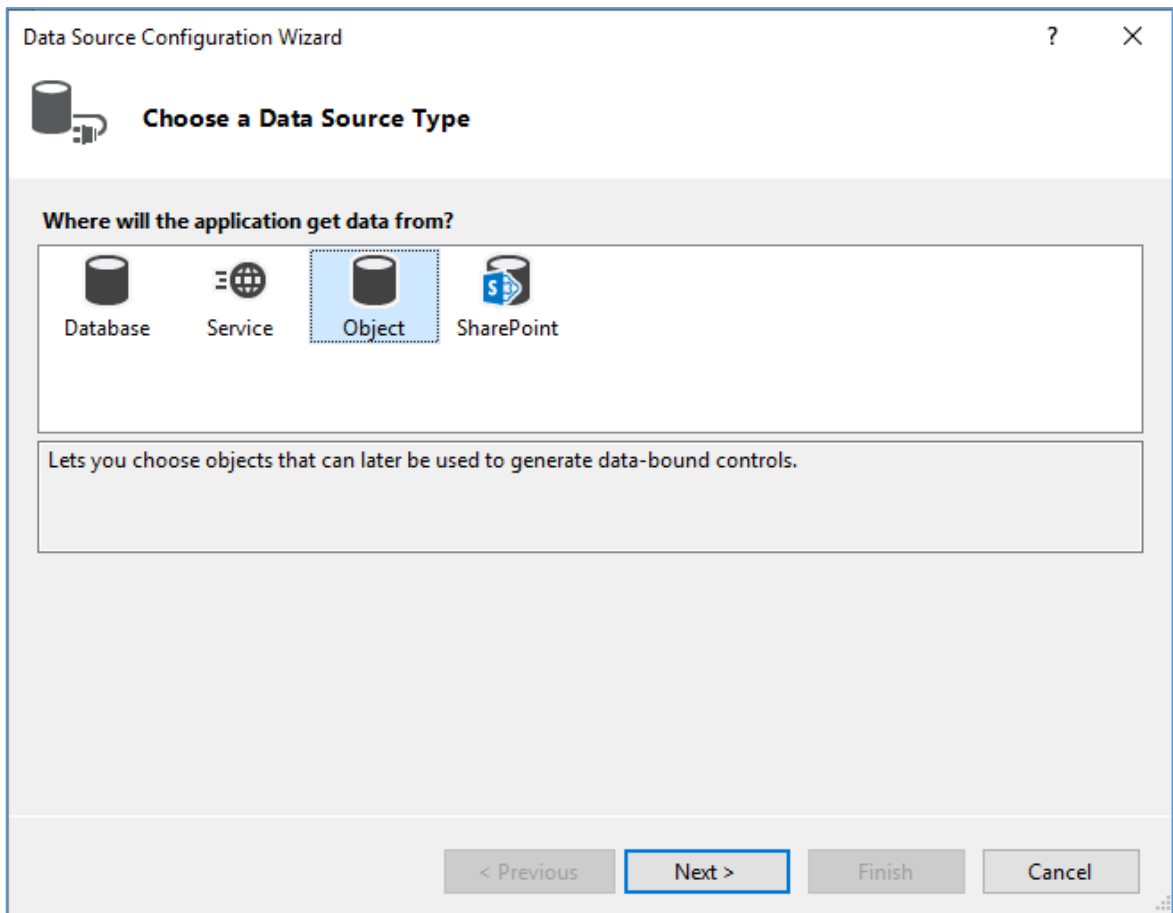 Data Source Configuration Wizard ?
Choose a Data Source Type
Where will the application get data from?
Database Service Object SharePoint
Lets you choose objects that can later be used to generate data-bound controls.
< Previous Next > Finish Cancel